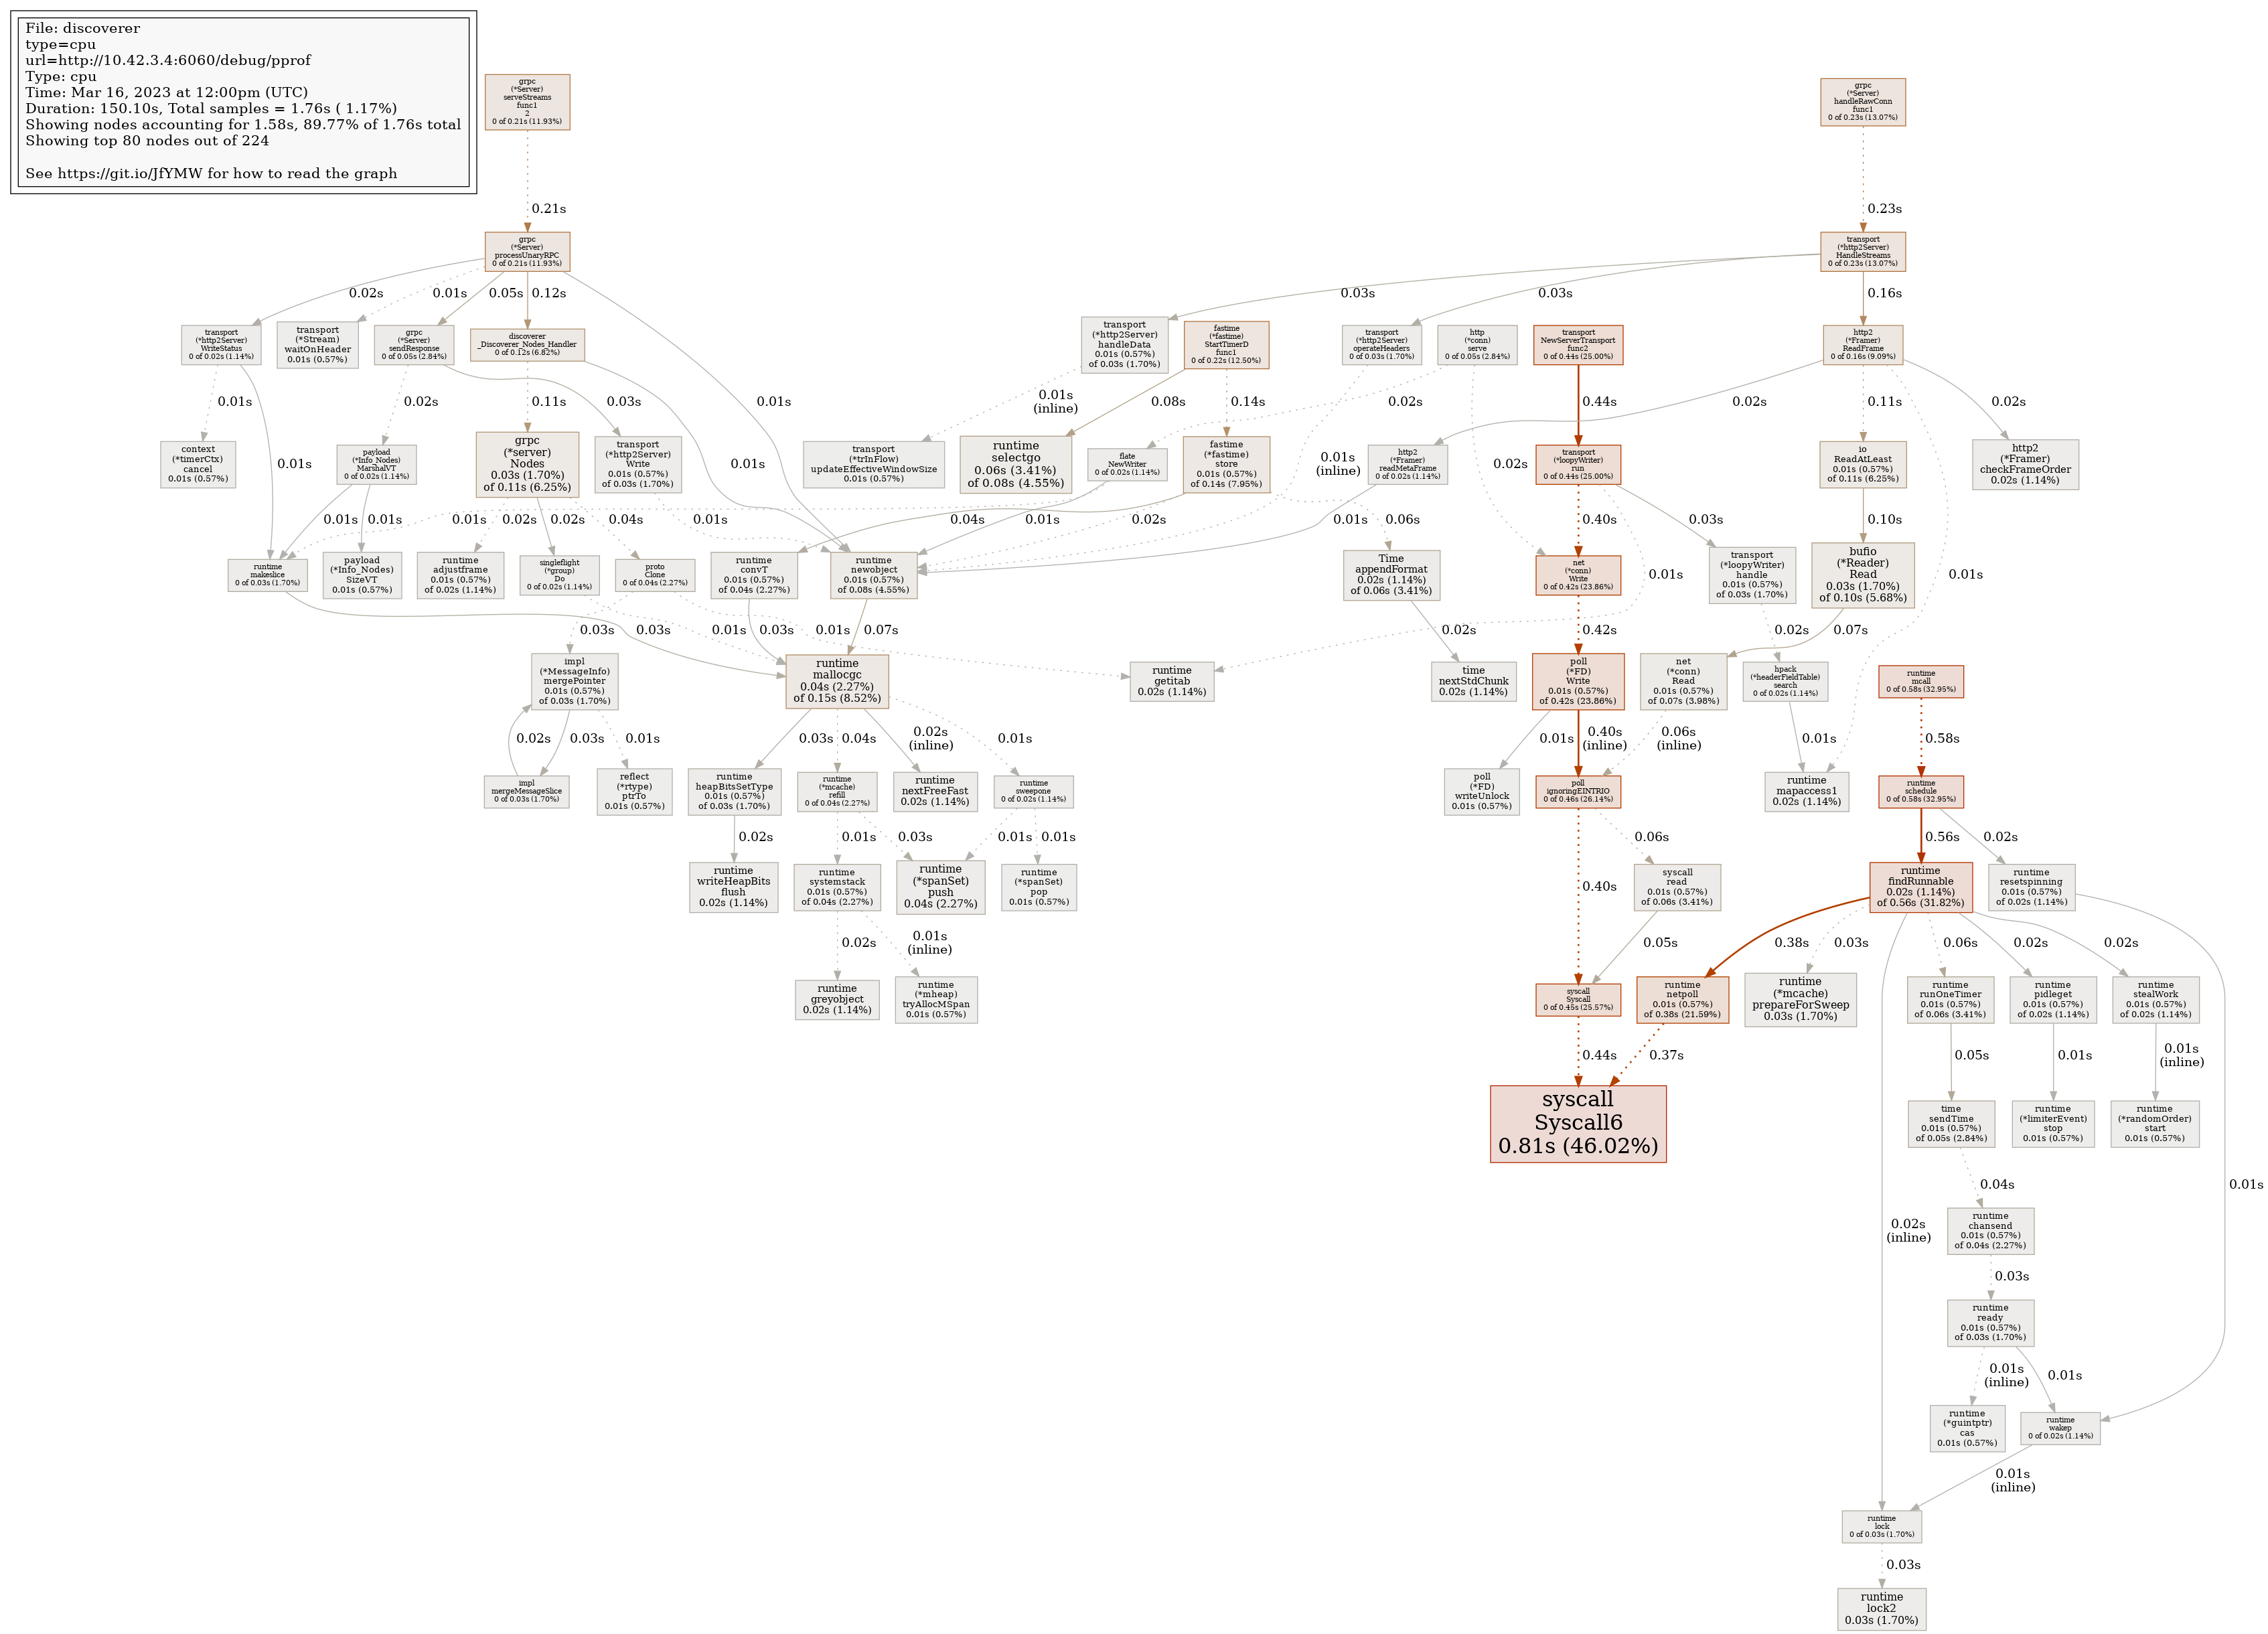 File: discoverer
type=cpu
url=http://10.42.3.4:6060/debug/pprof
Type: cpu
Time: Mar 16, 2023 at 12:00pm (UTC)
Duration: 150.10s, Total samples = 1.76s ( 1.17%)
Showing nodes accounting for 1.58s, 89.77% of 1.76s total
Showing top 80 nodes out of 224
See https://git.io/JfYMW for how to read the graph
grpc
(*Server)
serveStreams
func1
2
0 of 0.21s (11.93%)
grpc
(*Server)
handleRawConn
func1
0 of 0.23s (13.07%)
0.21s
0.23s
grpc
(*Server)
processUnaryRPC
0 of 0.21s (11.93%)
transport
(*http2Server)
HandleStreams
0 of 0.23s (13.07%)
0.02s
0.01s
0.05s
0.12s
0.03s
0.03s
0.16s
transport
(*http2Server)
WriteStatus
0 of 0.02s (1.14%)
transport
(*Stream)
waitOnHeader
0.01s (0.57%)
grpc
(*Server)
sendResponse
0 of 0.05s (2.84%)
discoverer
_Discoverer_Nodes_Handler
0 of 0.12s (6.82%)
transport
(*http2Server)
handleData
0.01s (0.57%)
of 0.03s (1.70%)
fastime
(*fastime)
StartTimerD
func1
0 of 0.22s (12.50%)
transport
(*http2Server)
operateHeaders
0 of 0.03s (1.70%)
http
(*conn)
serve
0 of 0.05s (2.84%)
transport
NewServerTransport
func2
0 of 0.44s (25.00%)
http2
(*Framer)
ReadFrame
0 of 0.16s (9.09%)
0.01s
0.02s
0.11s
0.03s
0.01s
0.01s
(inline)
0.08s
0.14s
0.02s
0.44s
0.02s
0.11s
0.02s
context
(*timerCtx)
cancel
0.01s (0.57%)
0.01s
payload
(*Info_Nodes)
MarshalVT
0 of 0.02s (1.14%)
grpc
(*server)
Nodes
0.03s (1.70%)
of 0.11s (6.25%)
transport
(*http2Server)
Write
0.01s (0.57%)
of 0.03s (1.70%)
0.01s
transport
(*trInFlow)
updateEffectiveWindowSize
0.01s (0.57%)
runtime
selectgo
0.06s (3.41%)
of 0.08s (4.55%)
flate
NewWriter
0 of 0.02s (1.14%)
fastime
(*fastime)
store
0.01s (0.57%)
of 0.14s (7.95%)
0.01s
(inline)
http2
(*Framer)
readMetaFrame
0 of 0.02s (1.14%)
0.02s
transport
(*loopyWriter)
run
0 of 0.44s (25.00%)
io
ReadAtLeast
0.01s (0.57%)
of 0.11s (6.25%)
http2
(*Framer)
checkFrameOrder
0.02s (1.14%)
0.01s
0.01s
0.01s
0.02s
0.02s
0.04s
0.01s
0.04s
0.01s
0.02s
0.06s
0.01s
0.40s
0.03s
0.10s
runtime
makeslice
0 of 0.03s (1.70%)
payload
(*Info_Nodes)
SizeVT
0.01s (0.57%)
runtime
adjustframe
0.01s (0.57%)
of 0.02s (1.14%)
singleflight
(*group)
Do
0 of 0.02s (1.14%)
proto
Clone
0 of 0.04s (2.27%)
runtime
convT
0.01s (0.57%)
of 0.04s (2.27%)
runtime
newobject
0.01s (0.57%)
of 0.08s (4.55%)
Time
appendFormat
0.02s (1.14%)
of 0.06s (3.41%)
net
(*conn)
Write
0 of 0.42s (23.86%)
0.01s
transport
(*loopyWriter)
handle
0.01s (0.57%)
of 0.03s (1.70%)
bufio
(*Reader)
Read
0.03s (1.70%)
of 0.10s (5.68%)
0.01s
0.03s
0.03s
0.01s
0.03s
0.01s
0.07s
0.02s
0.42s
0.02s
0.07s
impl
(*MessageInfo)
mergePointer
0.01s (0.57%)
of 0.03s (1.70%)
runtime
mallocgc
0.04s (2.27%)
of 0.15s (8.52%)
runtime
getitab
0.02s (1.14%)
time
nextStdChunk
0.02s (1.14%)
poll
(*FD)
Write
0.01s (0.57%)
of 0.42s (23.86%)
net
(*conn)
Read
0.01s (0.57%)
of 0.07s (3.98%)
hpack
(*headerFieldTable)
search
0 of 0.02s (1.14%)
runtime
mcall
0 of 0.58s (32.95%)
0.02s
0.03s
0.01s
0.03s
0.04s
0.02s
(inline)
0.01s
0.01s
0.40s
(inline)
0.06s
(inline)
0.01s
0.58s
impl
mergeMessageSlice
0 of 0.03s (1.70%)
reflect
(*rtype)
ptrTo
0.01s (0.57%)
runtime
heapBitsSetType
0.01s (0.57%)
of 0.03s (1.70%)
runtime
(*mcache)
refill
0 of 0.04s (2.27%)
runtime
nextFreeFast
0.02s (1.14%)
runtime
sweepone
0 of 0.02s (1.14%)
poll
(*FD)
writeUnlock
0.01s (0.57%)
poll
ignoringEINTRIO
0 of 0.46s (26.14%)
runtime
mapaccess1
0.02s (1.14%)
runtime
schedule
0 of 0.58s (32.95%)
0.02s
0.01s
0.03s
0.01s
0.01s
0.06s
0.56s
0.02s
runtime
writeHeapBits
flush
0.02s (1.14%)
runtime
systemstack
0.01s (0.57%)
of 0.04s (2.27%)
runtime
(*spanSet)
push
0.04s (2.27%)
runtime
(*spanSet)
pop
0.01s (0.57%)
0.40s
syscall
read
0.01s (0.57%)
of 0.06s (3.41%)
runtime
findRunnable
0.02s (1.14%)
of 0.56s (31.82%)
runtime
resetspinning
0.01s (0.57%)
of 0.02s (1.14%)
0.02s
0.01s
(inline)
0.05s
0.38s
0.03s
0.06s
0.02s
0.02s
runtime
greyobject
0.02s (1.14%)
runtime
(*mheap)
tryAllocMSpan
0.01s (0.57%)
syscall
Syscall
0 of 0.45s (25.57%)
runtime
netpoll
0.01s (0.57%)
of 0.38s (21.59%)
runtime
(*mcache)
prepareForSweep
0.03s (1.70%)
runtime
runOneTimer
0.01s (0.57%)
of 0.06s (3.41%)
runtime
pidleget
0.01s (0.57%)
of 0.02s (1.14%)
runtime
stealWork
0.01s (0.57%)
of 0.02s (1.14%)
0.44s
0.37s
0.05s
0.01s
0.01s
(inline)
syscall
Syscall6
0.81s (46.02%)
time
sendTime
0.01s (0.57%)
of 0.05s (2.84%)
runtime
(*limiterEvent)
stop
0.01s (0.57%)
runtime
(*randomOrder)
start
0.01s (0.57%)
0.04s
0.01s
0.02s
(inline)
runtime
chansend
0.01s (0.57%)
of 0.04s (2.27%)
0.03s
runtime
ready
0.01s (0.57%)
of 0.03s (1.70%)
0.01s
(inline)
0.01s
runtime
(*guintptr)
cas
0.01s (0.57%)
runtime
wakep
0 of 0.02s (1.14%)
0.01s
(inline)
runtime
lock
0 of 0.03s (1.70%)
0.03s
runtime
lock2
0.03s (1.70%)